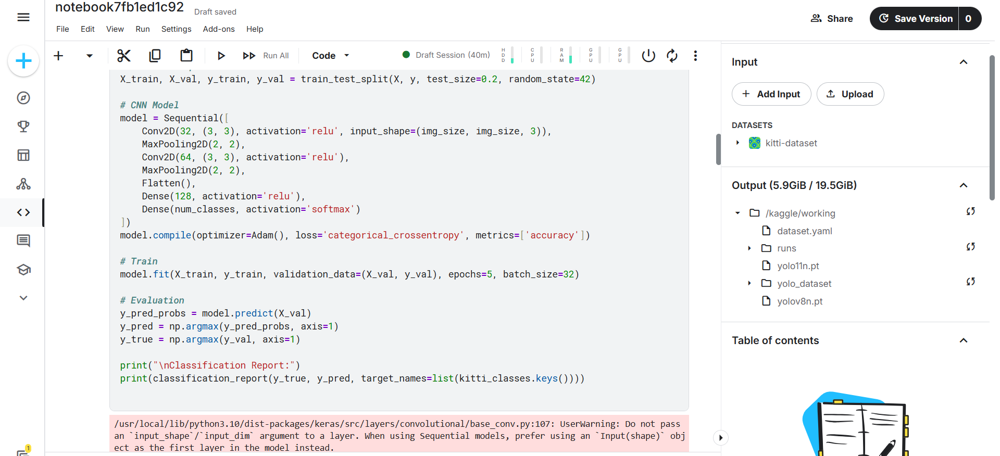 notebook7fb1ed1c92
Draft saved
File Edit View Run Settings Add-ons Help
Share
Save Version 0
Run All
Code
Draft Session (40m)
HDD
CPU
RAM
GPU
GPU
X_train, X_val, y_train, y_val = train_test_split(X, y, test_size=0.2, random_state=42)
# CNN Model
model = Sequential([
    Conv2D(32, (3, 3), activation='relu', input_shape=(img_size, img_size, 3)),
    MaxPooling2D(2, 2),
    Conv2D(64, (3, 3), activation='relu'),
    MaxPooling2D(2, 2),
    Flatten(),
    Dense(128, activation='relu'),
    Dense(num_classes, activation='softmax')
])
model.compile(optimizer=Adam(), loss='categorical_crossentropy', metrics=['accuracy'])
# Train
model.fit(X_train, y_train, validation_data=(X_val, y_val), epochs=5, batch_size=32)
# Evaluation
y_pred_probs = model.predict(X_val)
y_pred = np.argmax(y_pred_probs, axis=1)
y_true = np.argmax(y_val, axis=1)
print("\nClassification Report:")
print(classification_report(y_true, y_pred, target_names=list(kitti_classes.keys())))
/usr/local/lib/python3.10/dist-packages/keras/src/layers/convolutional/base_conv.py:107: UserWarning: Do not pass
an `input_shape`/`input_dim` argument to a layer. When using Sequential models, prefer using an `Input(shape)` obj
ect as the first layer in the model instead.
Input
Add Input
Upload
DATASETS
kitti-dataset
Output (5.9GiB / 19.5GiB)
/kaggle/working
dataset.yaml
runs
yolo11n.pt
yolo_dataset
yolov8n.pt
Table of contents
1